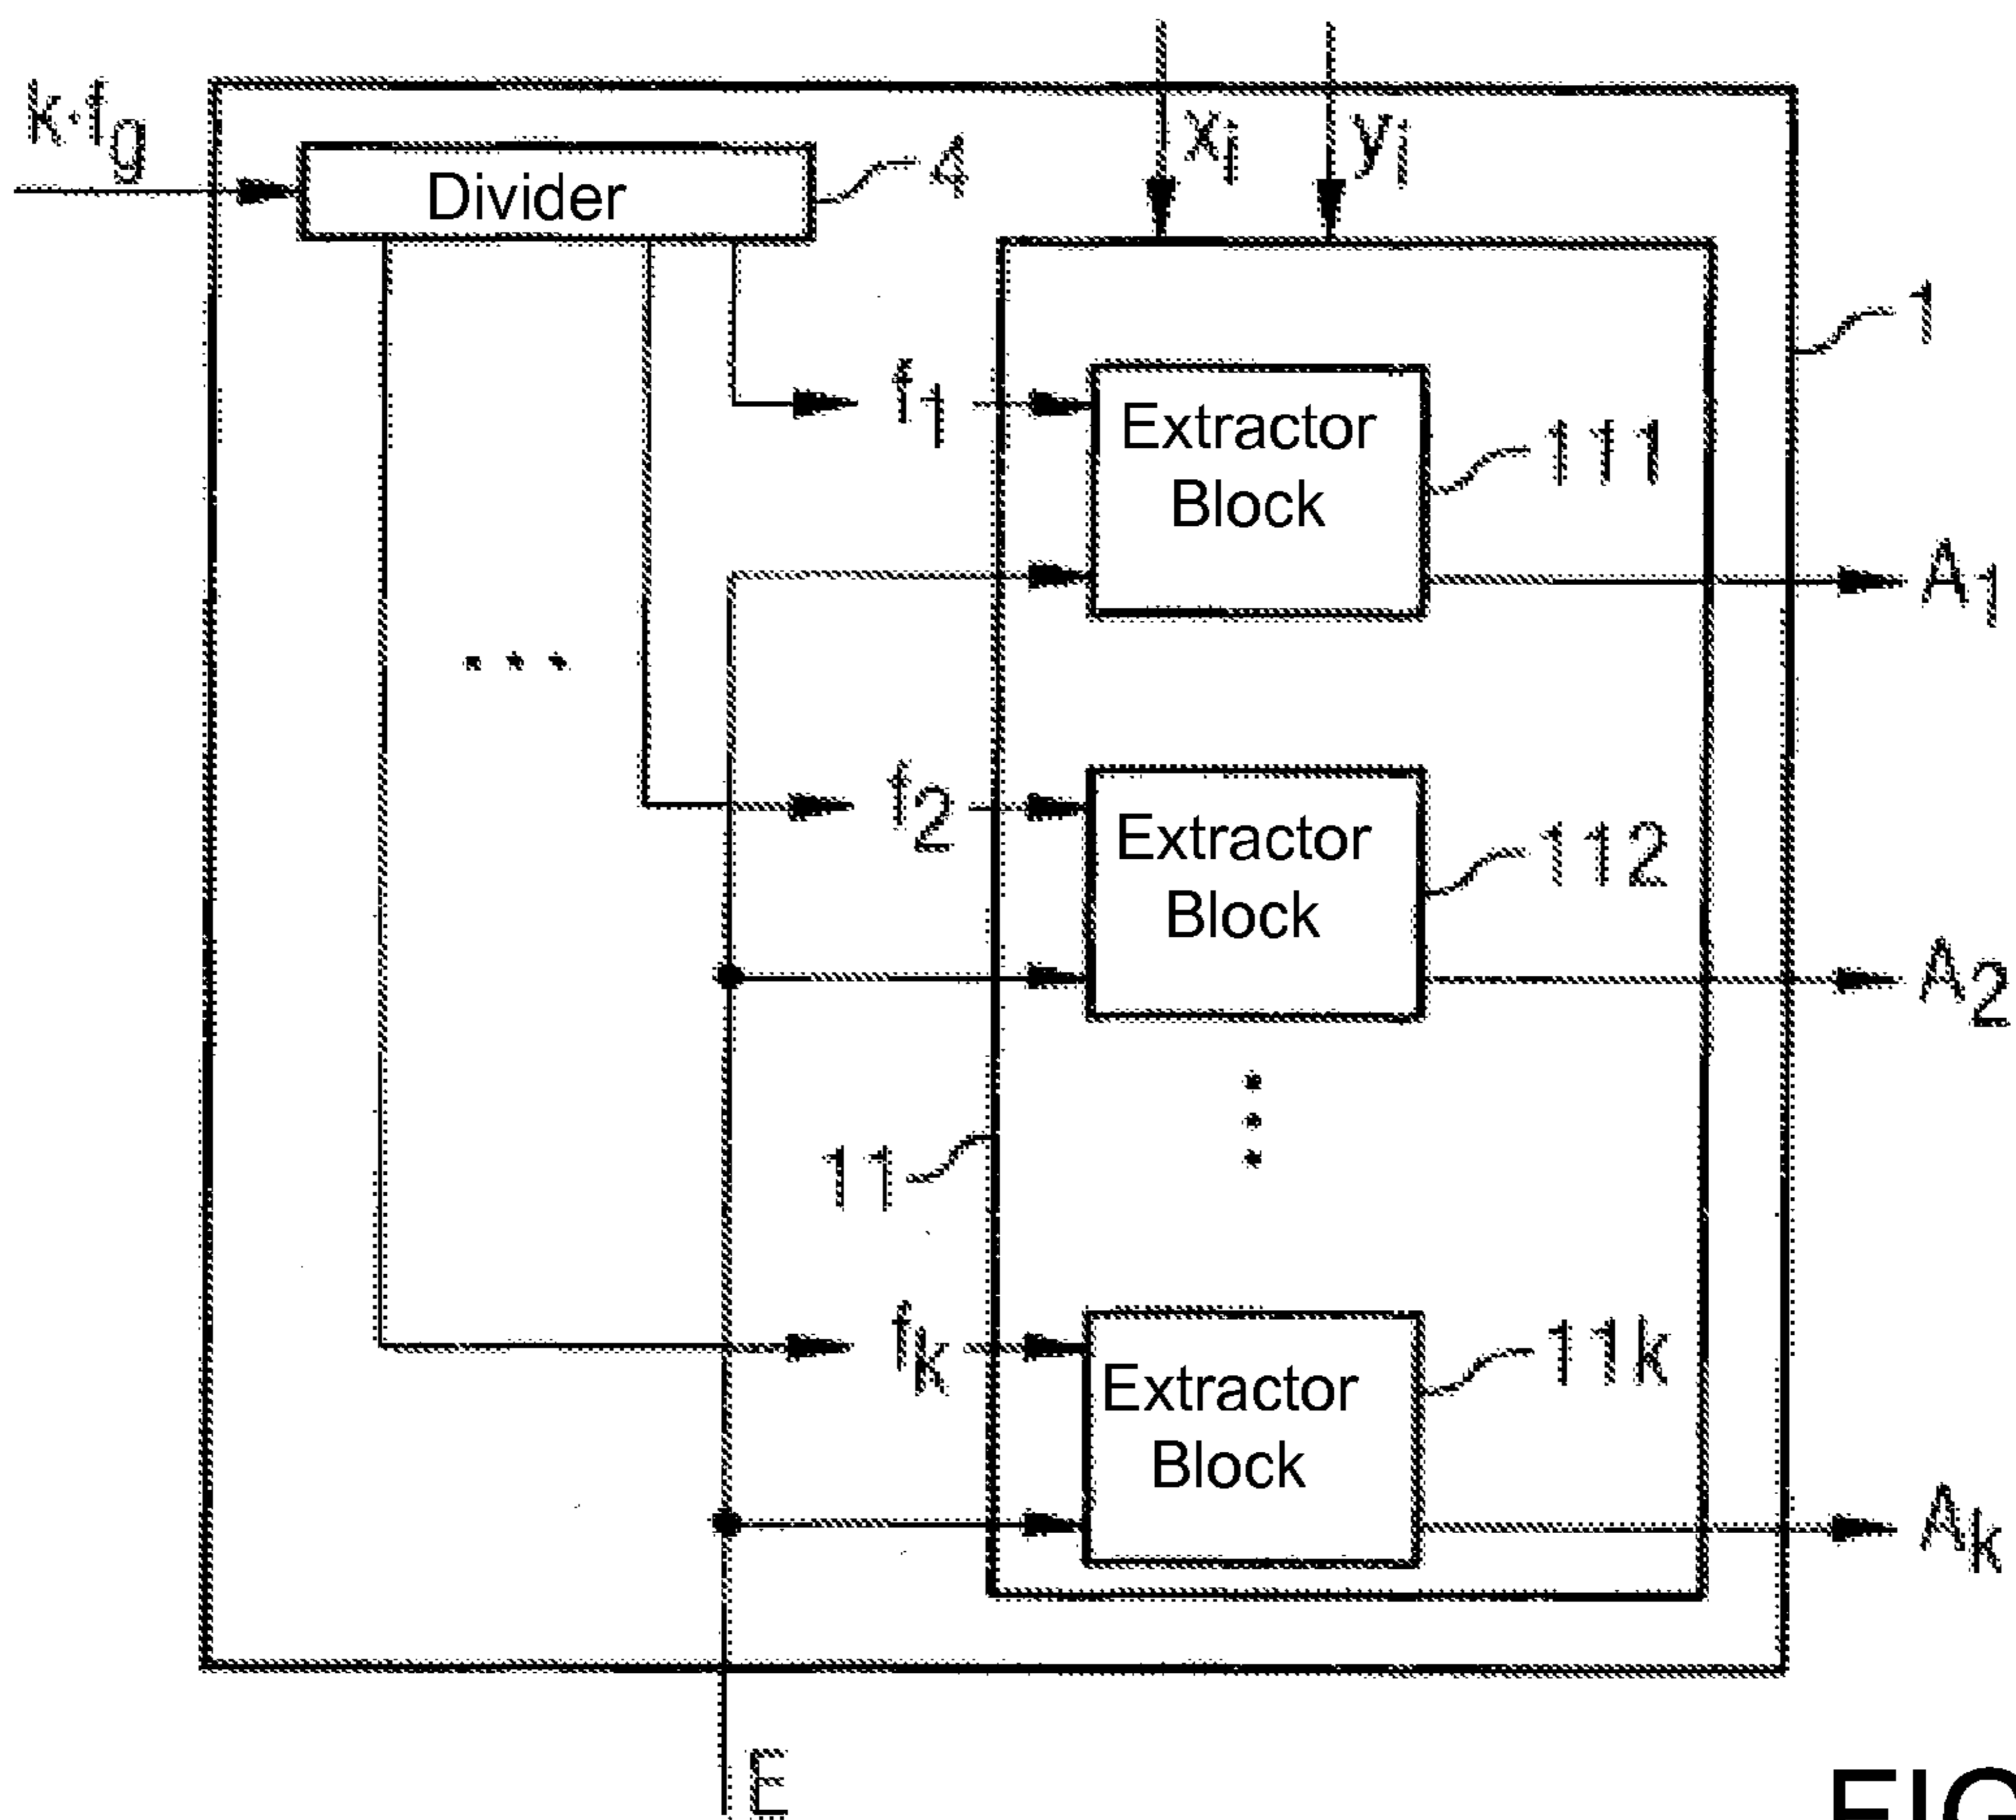 k·fg
xi
yi
Divider
4
1
f1
Extractor
Block
111
A1
...
f2
Extractor
Block
112
A2
11
fk
Extractor
Block
11k
Ak
E